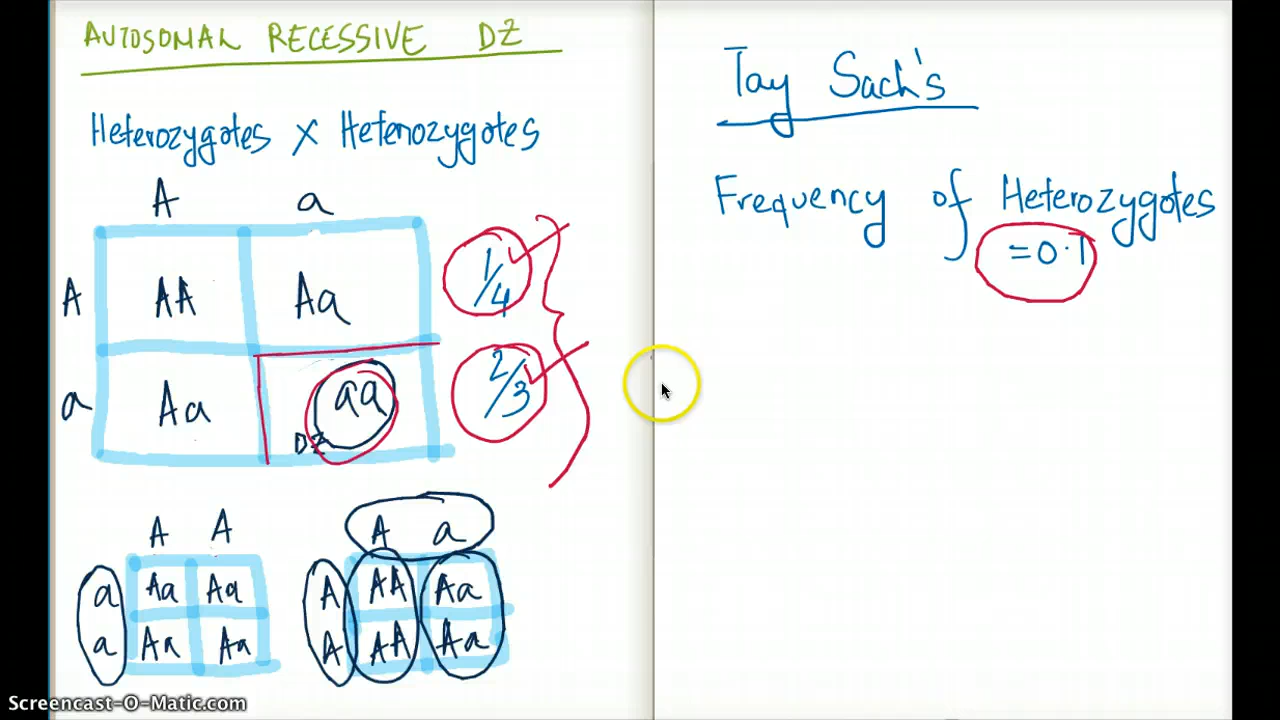 AUTOSOMAL RECESSIVE DZ
Heterozygotes X Heterozygotes
A a
A AA Aa 1/4
a Aa aa 2/3
DZ
A A
a Aa Aa
a Aa Aa
A a
A AA Aa
A AA Aa
Tay Sach's
Frequency of Heterozygotes
=0.1
Screencast-O-Matic.com